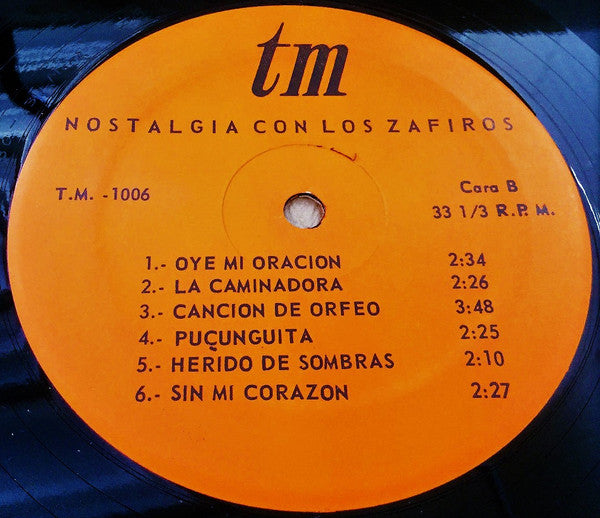 tm
NOSTALGIA CON LOS ZAFIROS
T.M. -1006 Cara B
33 1/3 R.P.M.
1.- OYE MI ORACION 2:34
2.- LA CAMINADORA 2:26
3.- CANCION DE ORFEO 3:48
4.- PUÇUNGUITA 2:25
5.- HERIDO DE SOMBRAS 2:10
6.- SIN MI CORAZON 2:27